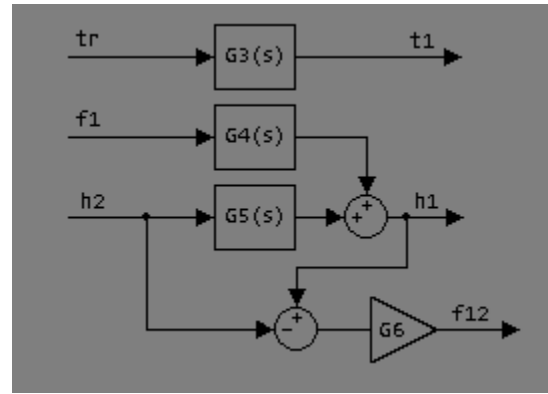 tr G3(s) t1
f1 G4(s)
h2 G5(s) + + h1
- + G6 f12